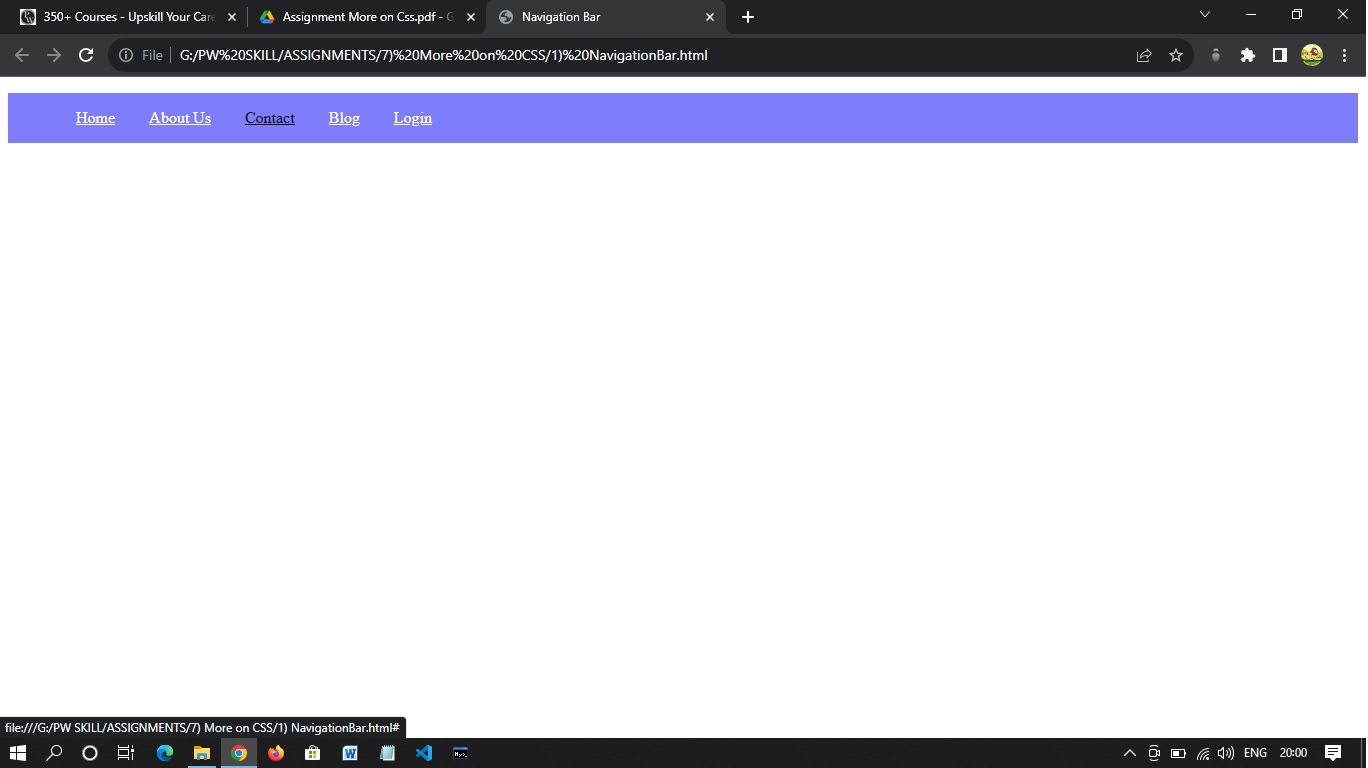 350+ Courses - Upskill Your Care
Assignment More on Css.pdf - G
Navigation Bar
File
G:/PW%20SKILL/ASSIGNMENTS/7)%20More%20on%20CSS/1)%20NavigationBar.html
Home About Us Contact Blog Login
file:///G:/PW SKILL/ASSIGNMENTS/7) More on CSS/1) NavigationBar.html#
ENG 20:00